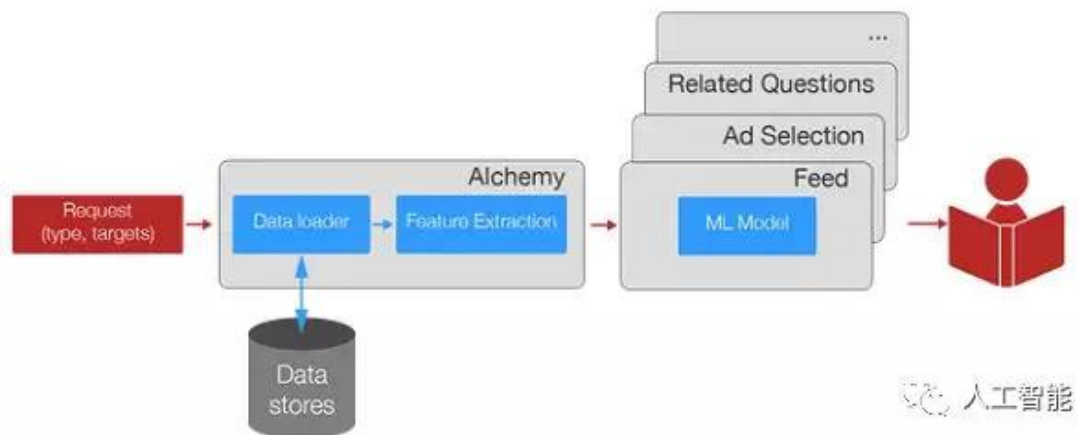 ...
Related Questions
Ad Selection
Alchemy
Feed
Request
(type, targets)
Data loader
Feature Extraction
ML Model
Data
stores
人工智能